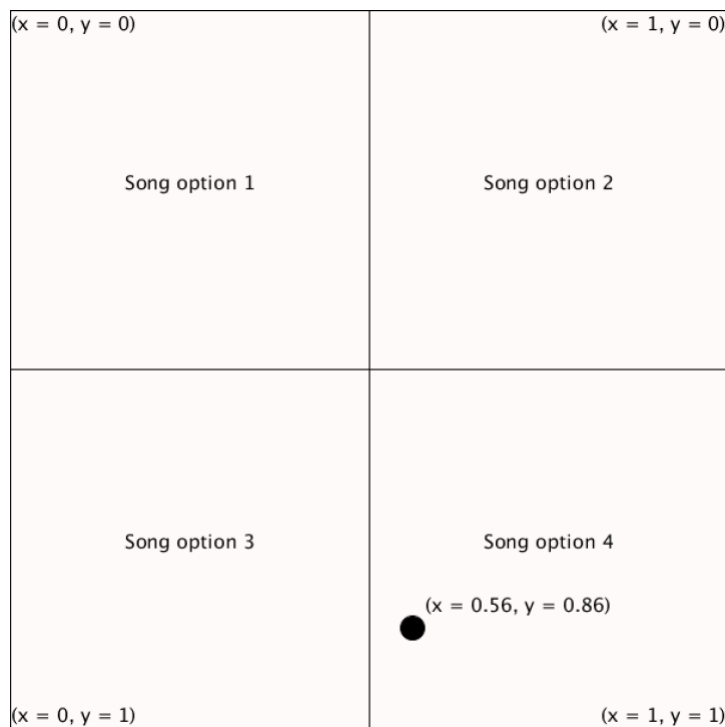 (x = 0, y = 0)
(x = 1, y = 0)
Song option 1
Song option 2
Song option 3
Song option 4
(x = 0.56, y = 0.86)
(x = 0, y = 1)
(x = 1, y = 1)